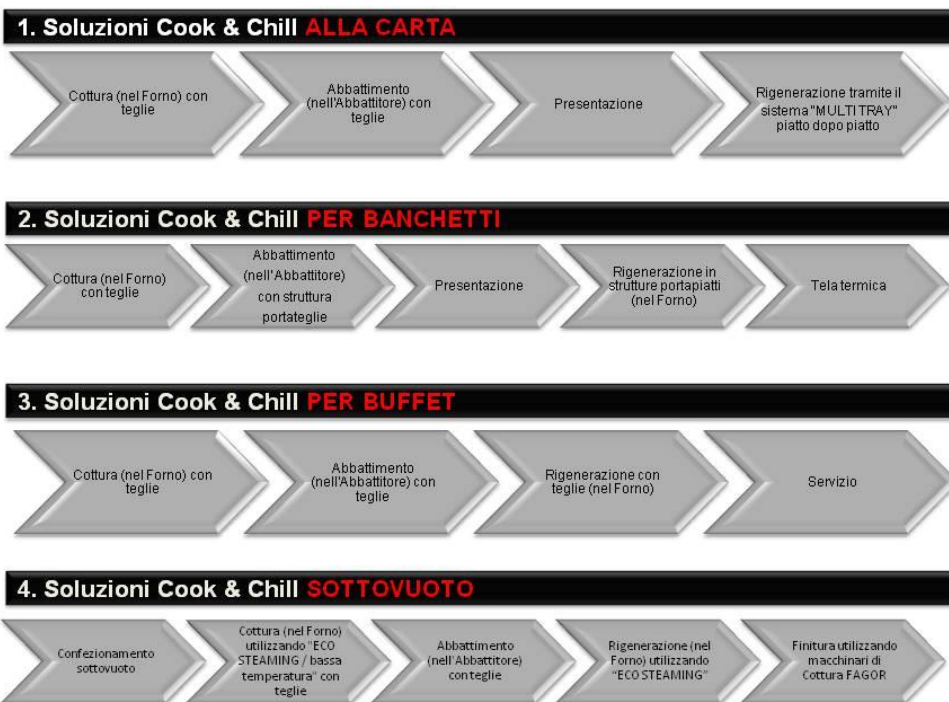 1. Soluzioni Cook & Chill ALLA CARTA
Cottura (nel Forno) con
teglie
Abbattimento
(nell'Abbattitore) con
teglie
Presentazione
Rigenerazione tramite il
sistema "MULTI TRAY"
piatto dopo piatto
2. Soluzioni Cook & Chill PER BANCHETTI
Cottura (nel Forno)
con teglie
Abbattimento
(nell'Abbattitore)
con struttura
portateglie
Presentazione
Rigenerazione in
strutture portapiatti
(nel Forno)
Tela termica
3. Soluzioni Cook & Chill PER BUFFET
Cottura (nel Forno) con
teglie
Abbattimento
(nell'Abbattitore) con
teglie
Rigenerazione con
teglie (nel Forno)
Servizio
4. Soluzioni Cook & Chill SOTTOVUOTO
Confezionamento
sottovuoto
Cottura (nel Forno)
utilizzando "ECO
STEAMING / bassa
temperatura" con
teglie
Abbattimento
(nell'Abbattitore)
con teglie
Rigenerazione (nel
Forno) utilizzando
"ECO STEAMING"
Finitura utilizzando
macchinari di
Cottura FAGOR